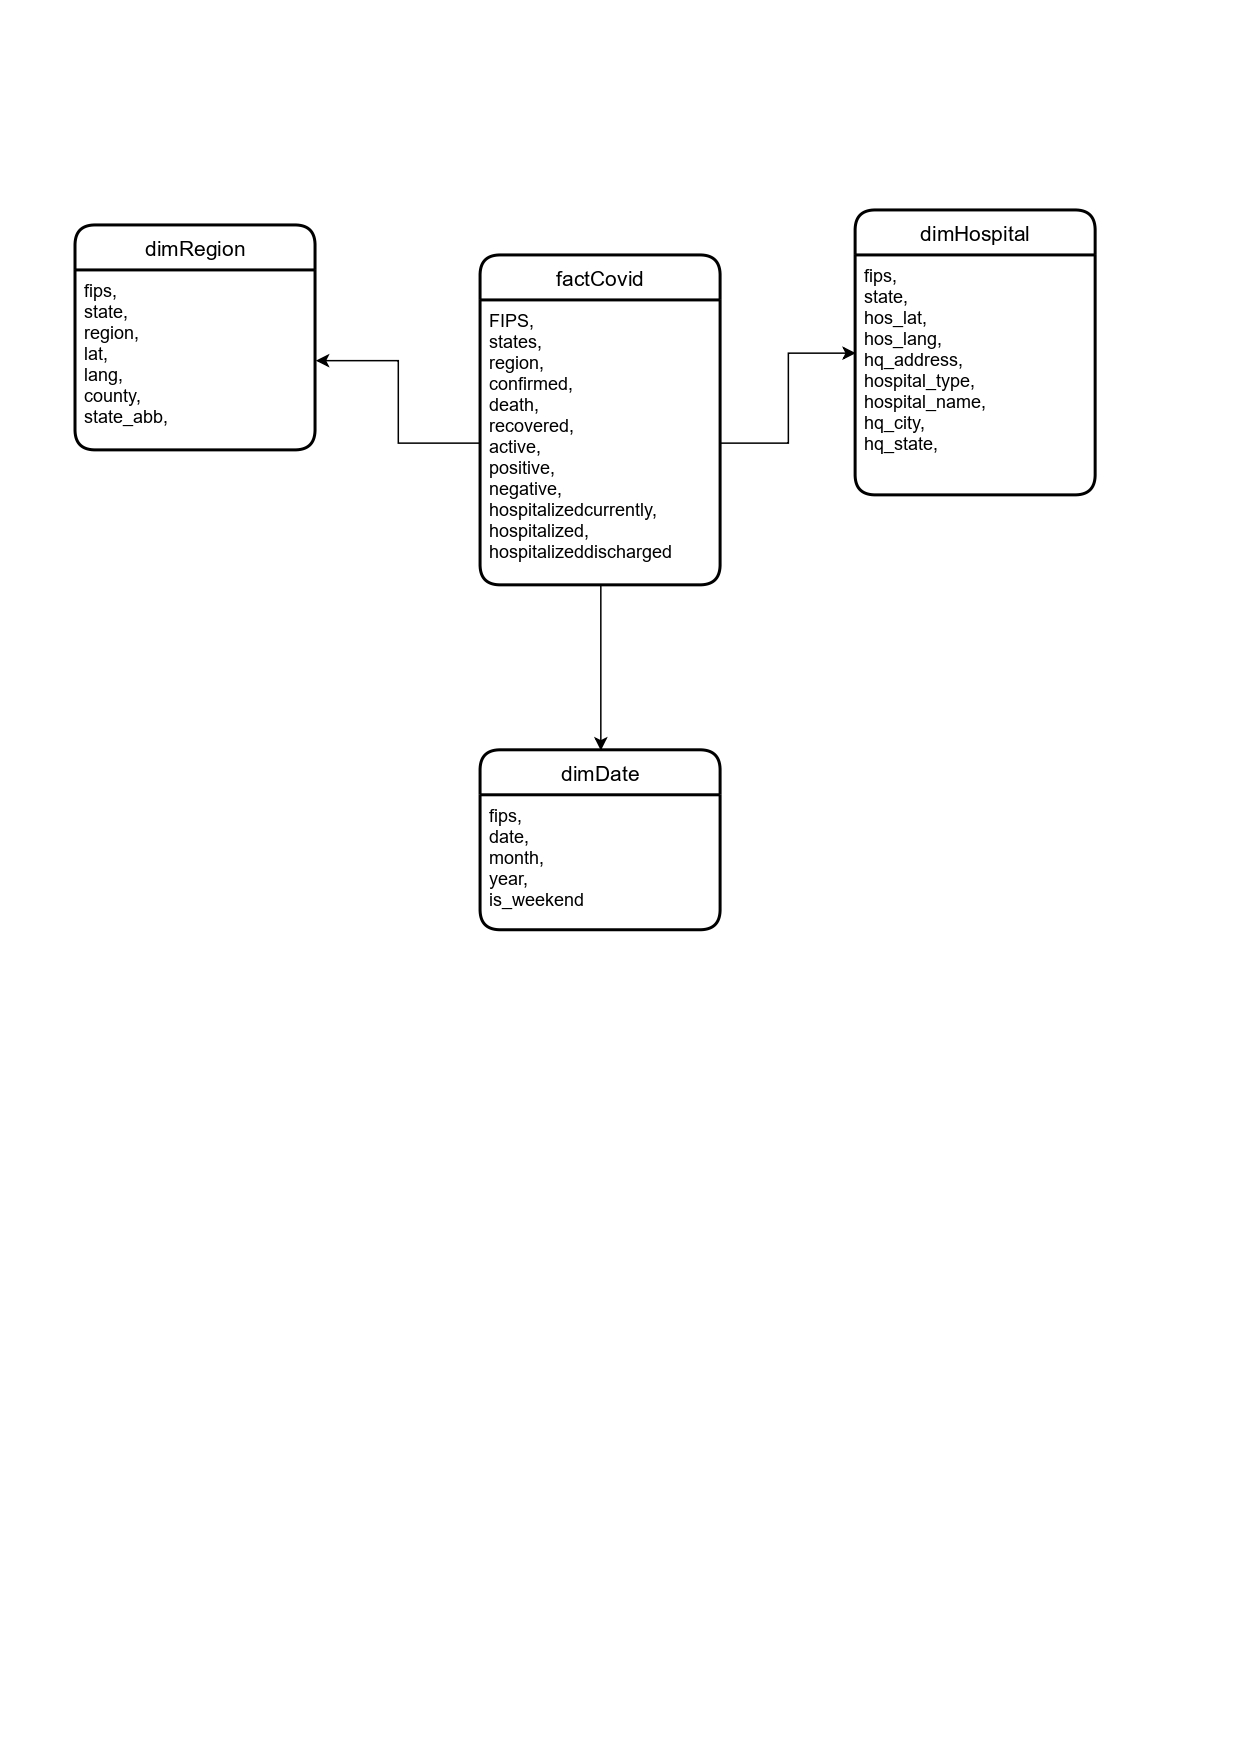 dimRegion
fips,
state,
region,
lat,
lang,
county,
state_abb,
factCovid
FIPS,
states,
region,
confirmed,
death,
recovered,
active,
positive,
negative,
hospitalizedcurrently,
hospitalized,
hospitalizeddischarged
dimHospital
fips,
state,
hos_lat,
hos_lang,
hq_address,
hospital_type,
hospital_name,
hq_city,
hq_state,
dimDate
fips,
date,
month,
year,
is_weekend